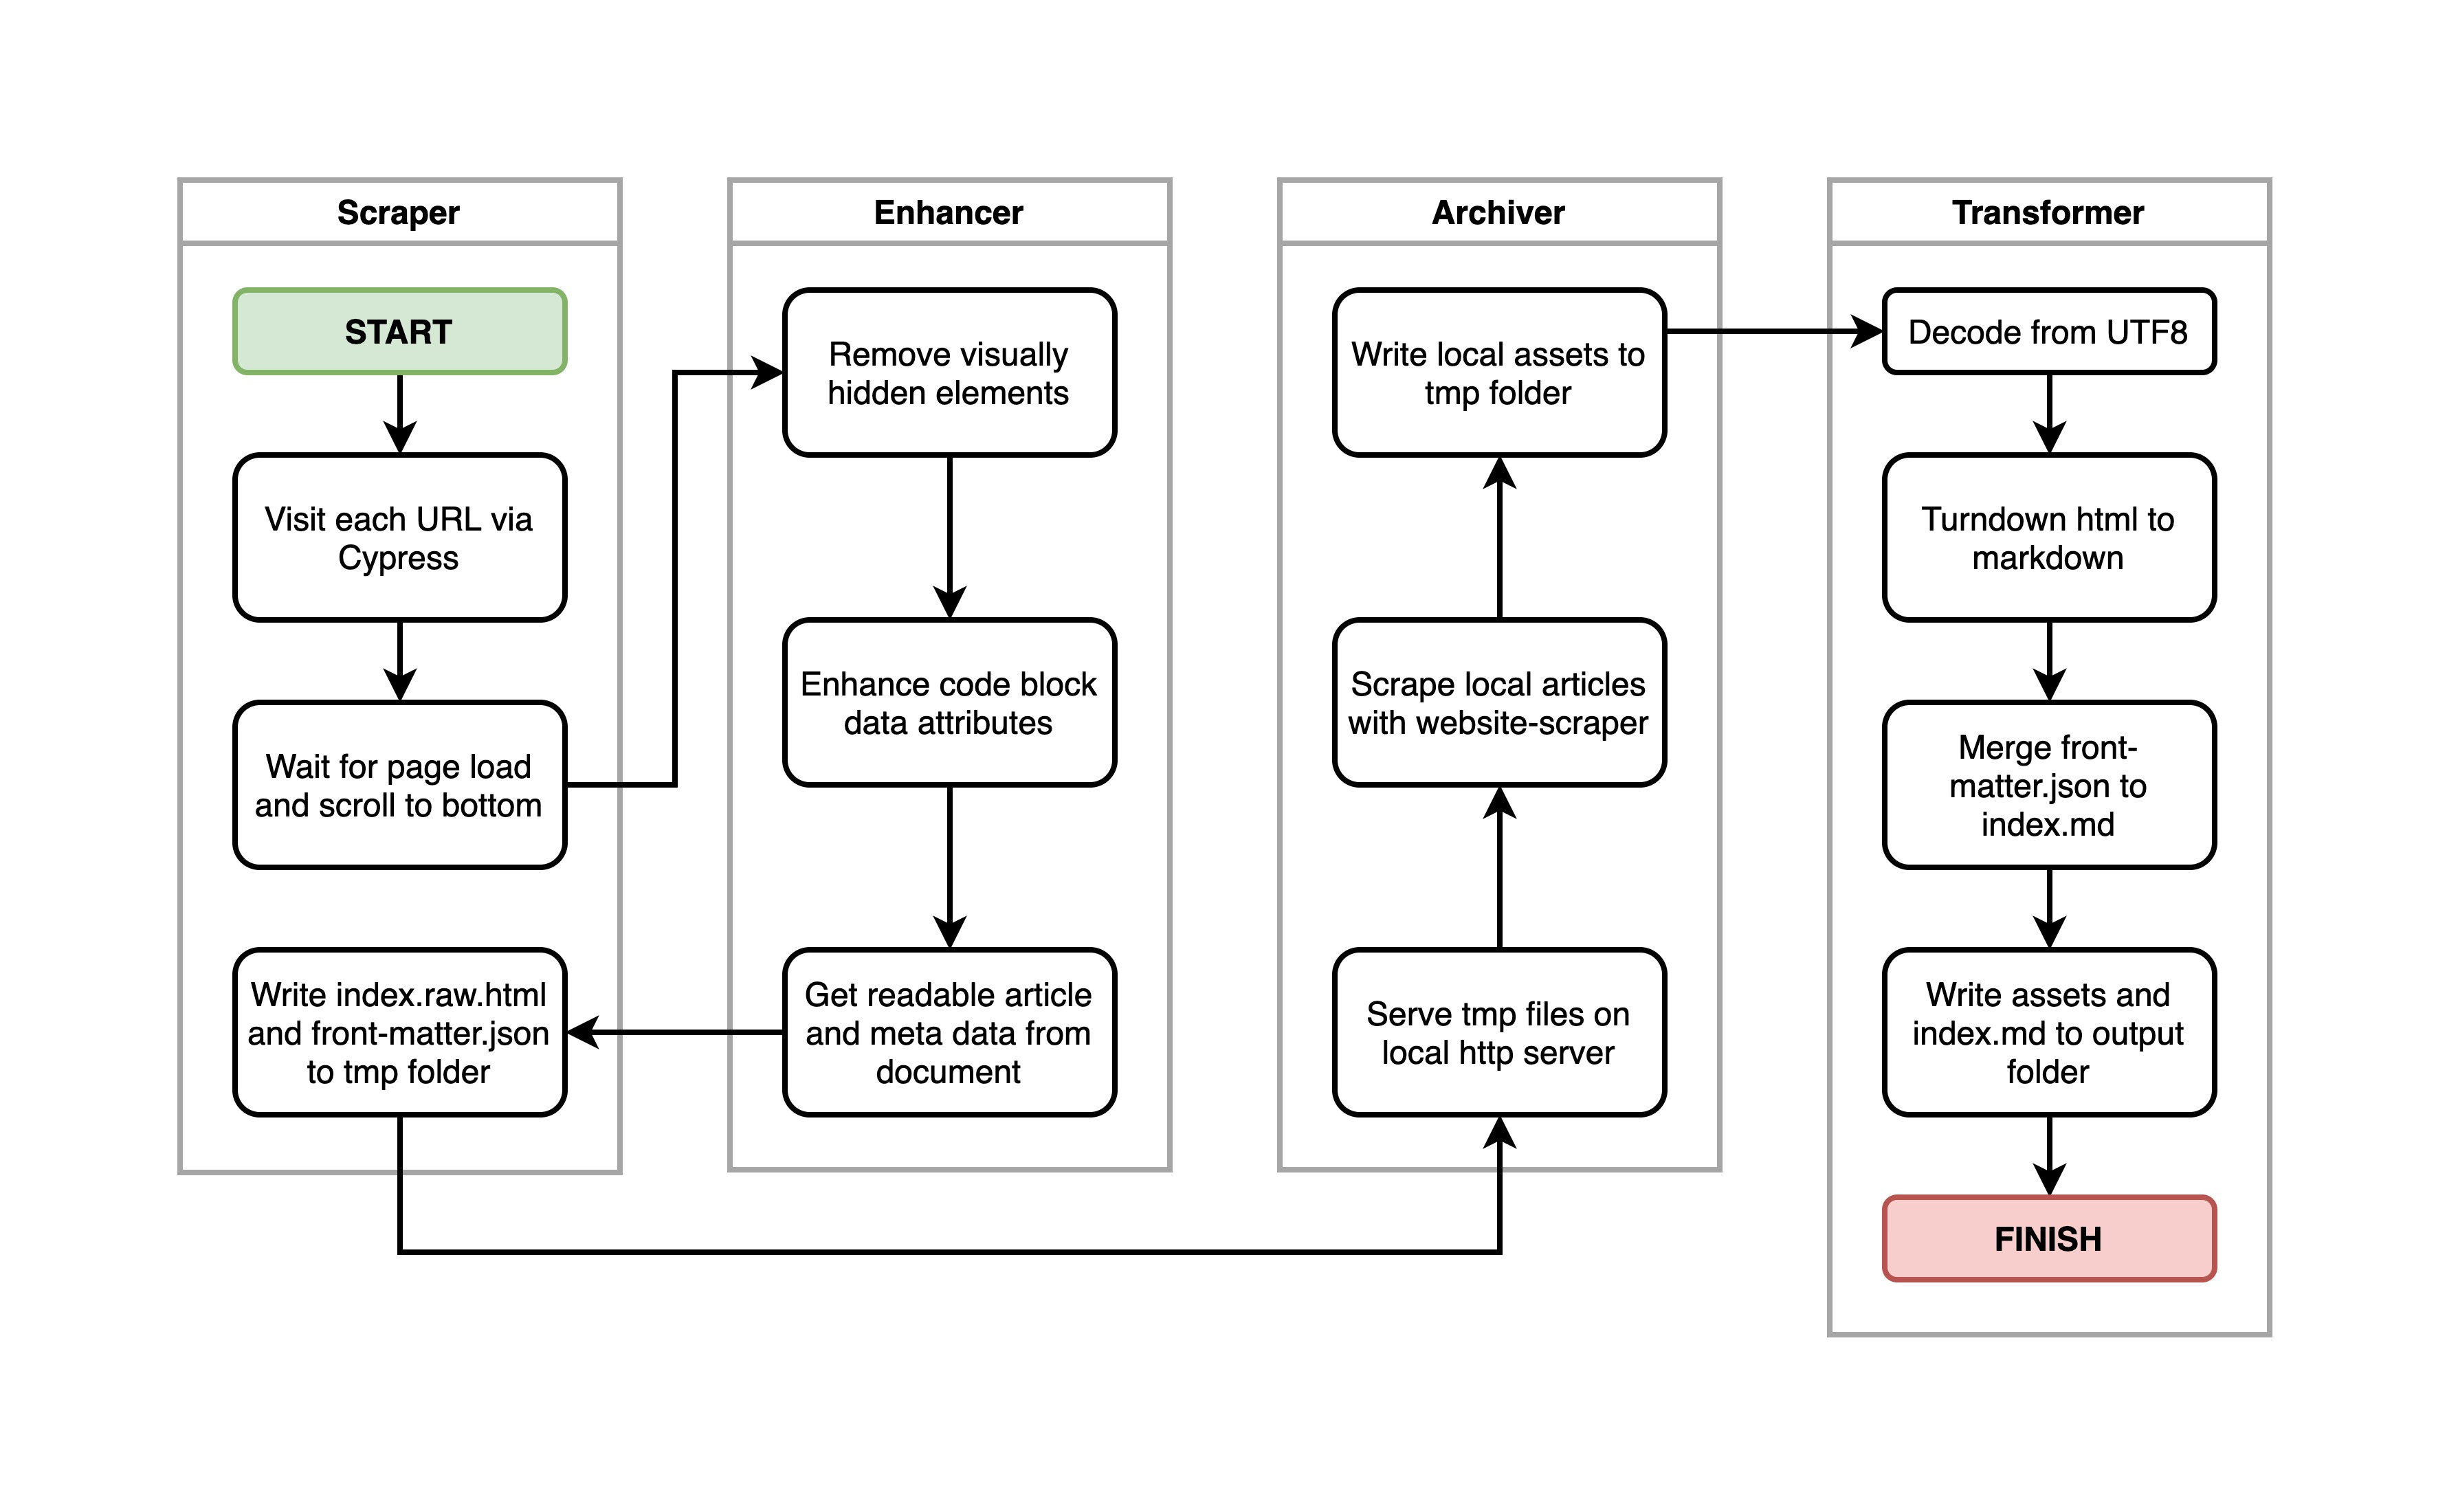 Scraper
START
Visit each URL via
Cypress
Wait for page load
and scroll to bottom
Write index.raw.html
and front-matter.json
to tmp folder
Enhancer
Remove visually
hidden elements
Enhance code block
data attributes
Get readable article
and meta data from
document
Archiver
Write local assets to
tmp folder
Scrape local articles
with website-scraper
Serve tmp files on
local http server
Transformer
Decode from UTF8
Turndown html to
markdown
Merge front-
matter.json to
index.md
Write assets and
index.md to output
folder
FINISH